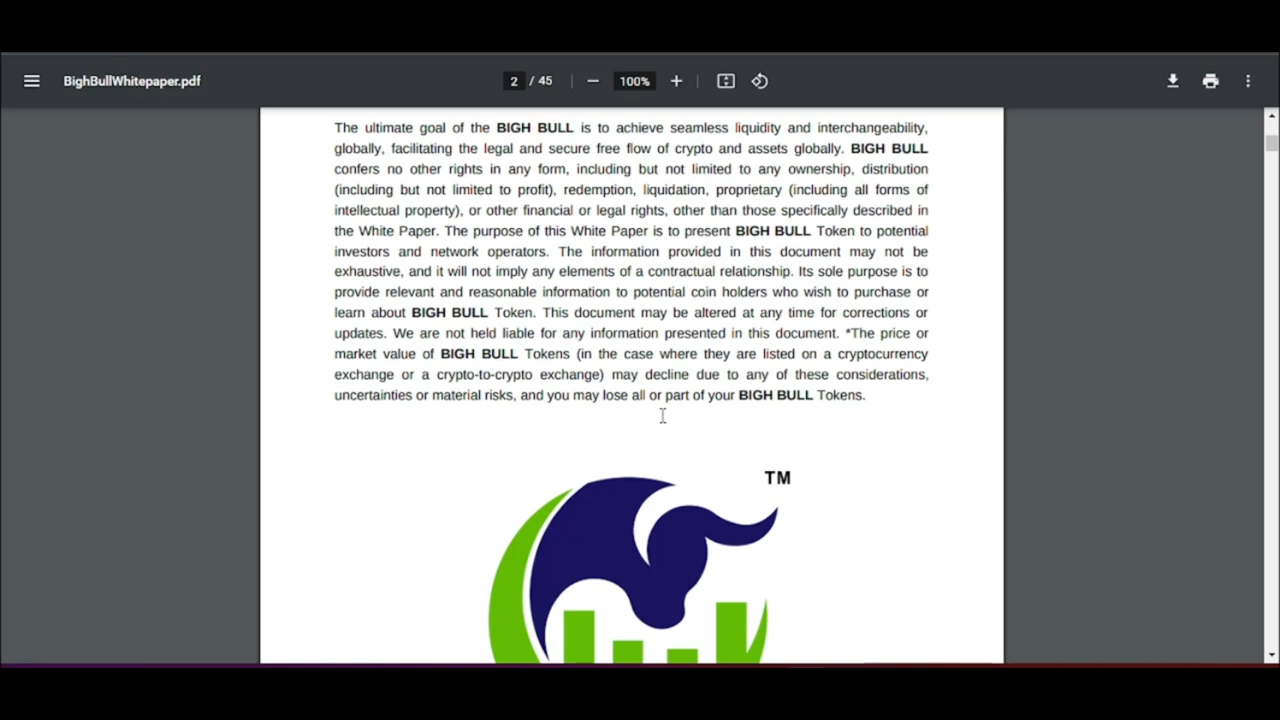 BighBullWhitepaper.pdf
2 / 45
100%
The ultimate goal of the BIGH BULL is to achieve seamless liquidity and interchangeability,
globally, facilitating the legal and secure free flow of crypto and assets globally. BIGH BULL
confers no other rights in any form, including but not limited to any ownership, distribution
(including but not limited to profit), redemption, liquidation, proprietary (including all forms of
intellectual property), or other financial or legal rights, other than those specifically described in
the White Paper. The purpose of this White Paper is to present BIGH BULL Token to potential
investors and network operators. The information provided in this document may not be
exhaustive, and it will not imply any elements of a contractual relationship. Its sole purpose is to
provide relevant and reasonable information to potential coin holders who wish to purchase or
learn about BIGH BULL Token. This document may be altered at any time for corrections or
updates. We are not held liable for any information presented in this document. *The price or
market value of BIGH BULL Tokens (in the case where they are listed on a cryptocurrency
exchange or a crypto-to-crypto exchange) may decline due to any of these considerations,
uncertainties or material risks, and you may lose all or part of your BIGH BULL Tokens.
TM